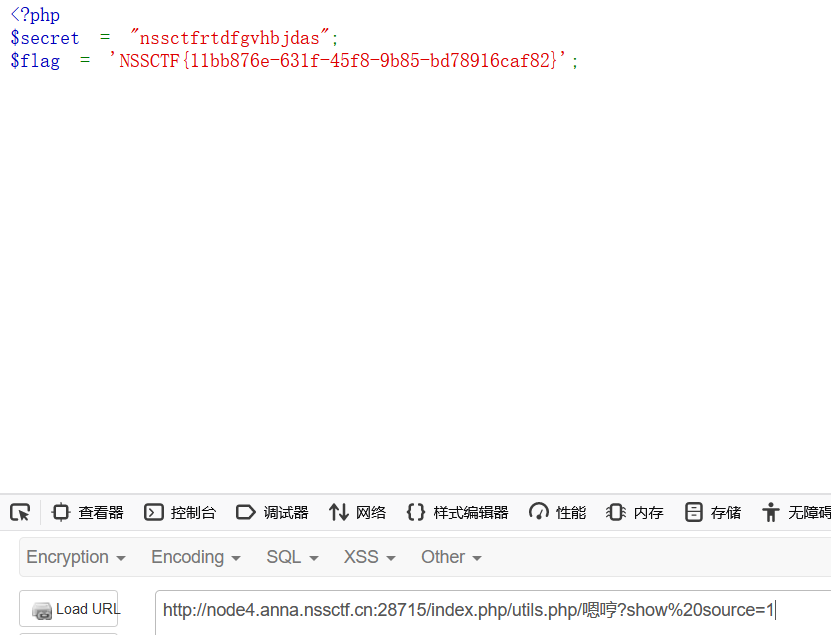 <?php
$secret = "nssctfrtdfgvhbjdas";
$flag = 'NSSCTF{11bb876e-631f-45f8-9b85-bd78916caf82}';
查看器 控制台 调试器 网络 样式编辑器 性能 内存 存储 无障碍
Encryption Encoding SQL XSS Other
Load URL http://node4.anna.nssctf.cn:28715/index.php/utils.php/嗯哼?show%20source=1